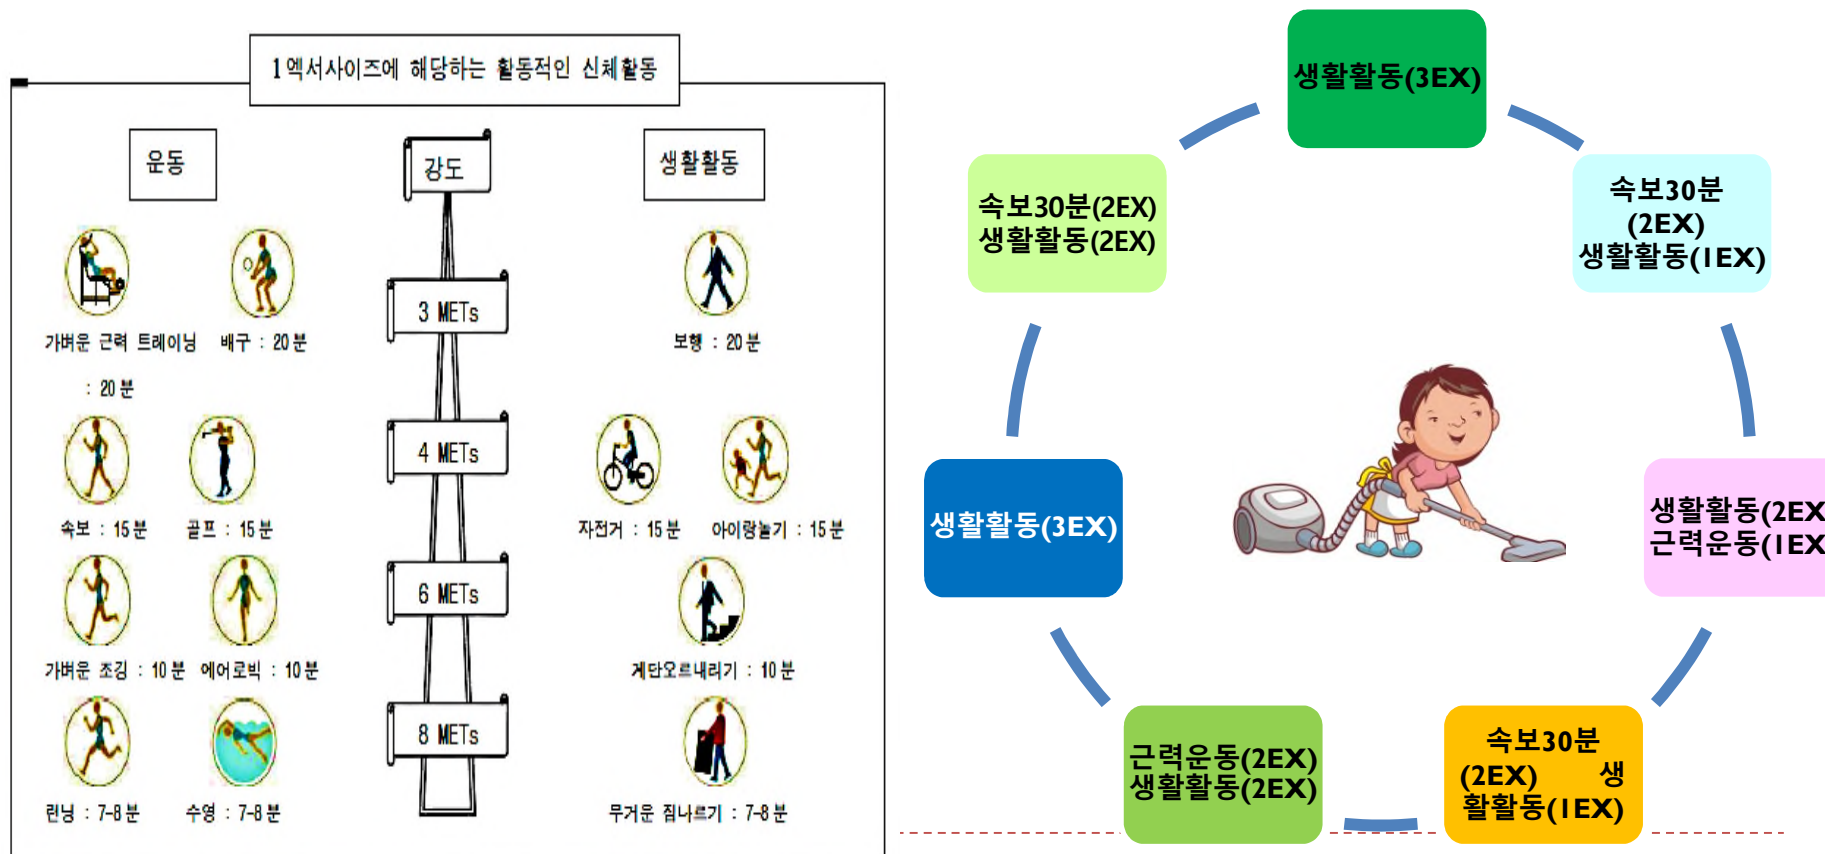 1엑서사이즈에 해당하는 활동적인 신체활동
운동
강도
생활활동
3 METs
가벼운 근력 트레이닝
: 20분
배구 : 20분
보행 : 20분
4 METs
속보 : 15분
골프 : 15분
자전거 : 15분
아이랑놀기 : 15분
6 METs
가벼운 조깅 : 10분
에어로빅 : 10분
계단오르내리기 : 10분
8 METs
런닝 : 7-8분
수영 : 7-8분
무거운 짐나르기 : 7-8분
생활활동(3EX)
속보30분
(2EX)
생활활동(1EX)
생활활동(2EX
근력운동(1EX
속보30분
(2EX) 생
활활동(1EX)
근력운동(2EX)
생활활동(2EX)
생활활동(3EX)
속보30분(2EX)
생활활동(2EX)